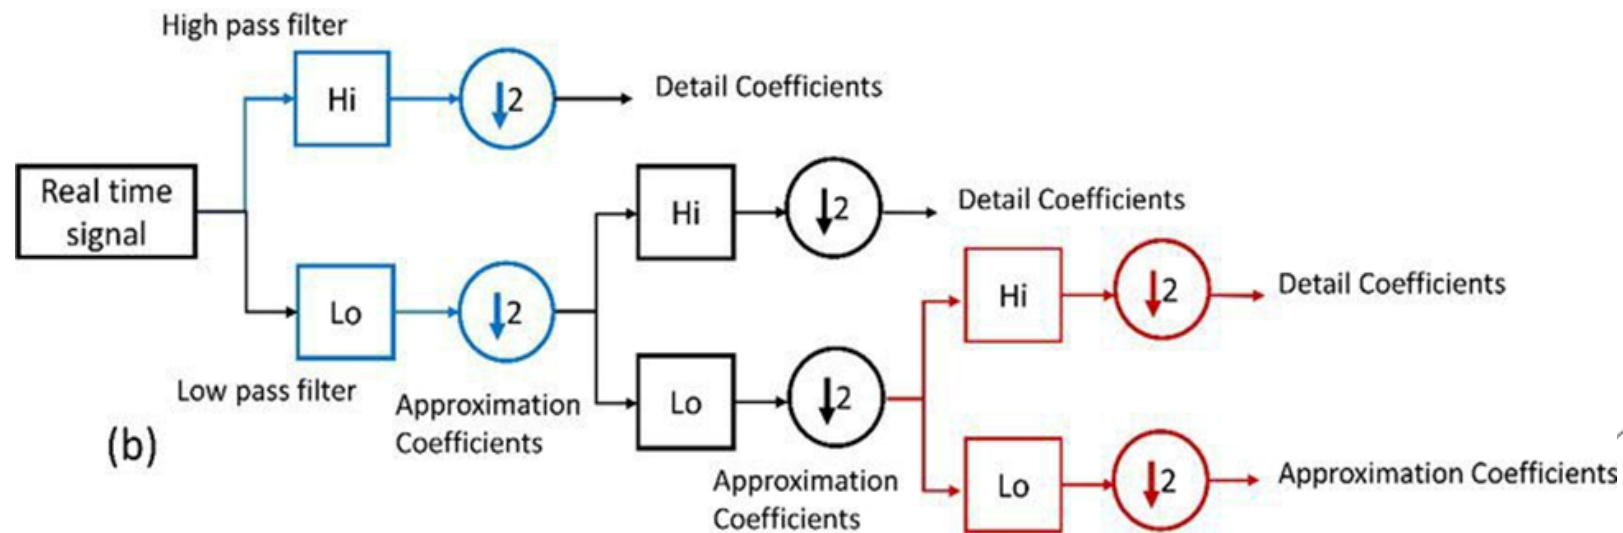 High pass filter
Hi
↓2
Detail Coefficients
Real time
signal
Hi
↓2
Detail Coefficients
Lo
↓2
Hi
↓2
Detail Coefficients
Low pass filter
Approximation
Coefficients
Lo
↓2
(b)
Approximation
Coefficients
Lo
↓2
Approximation Coefficients